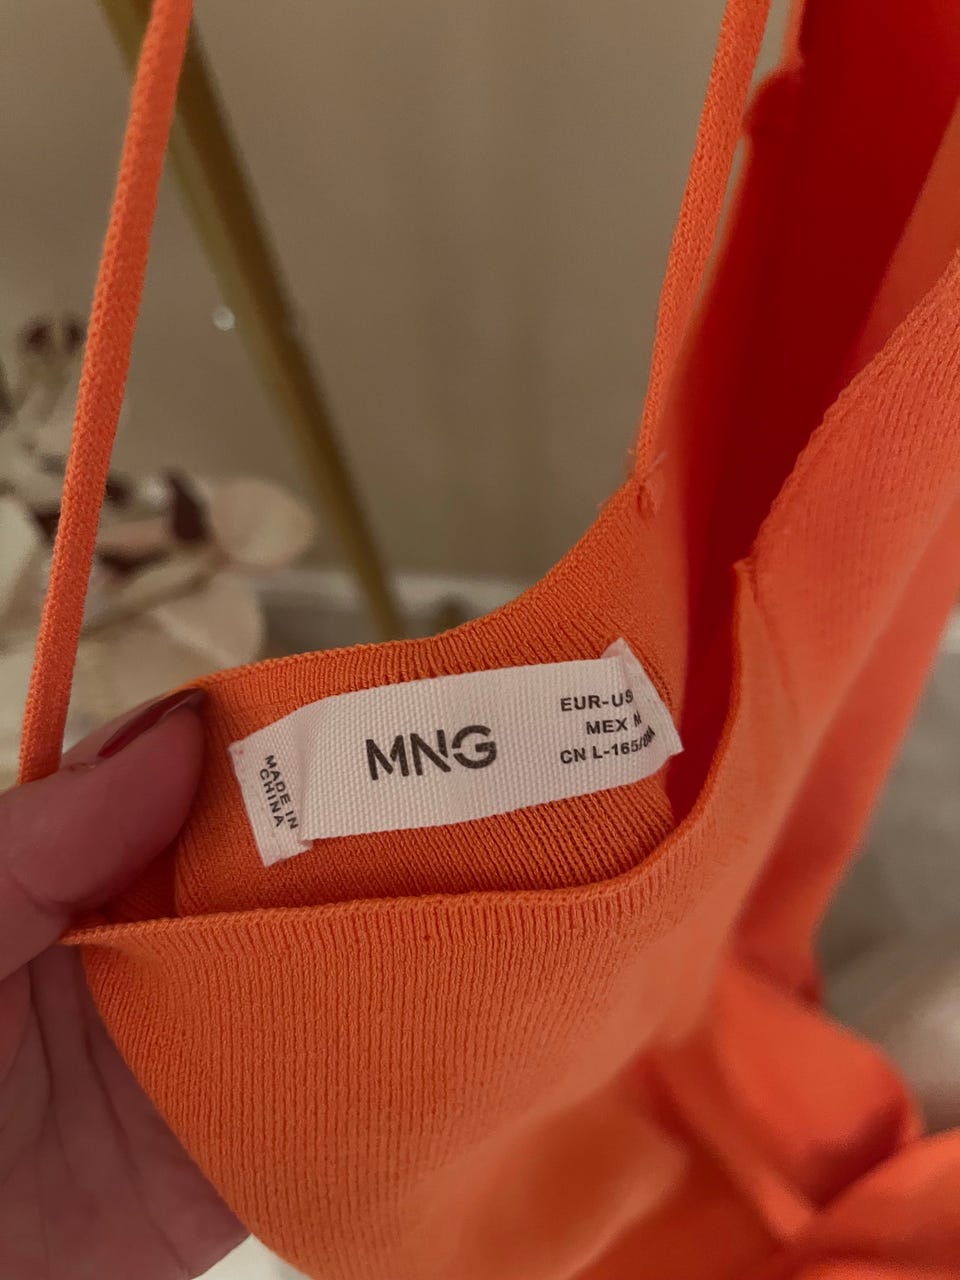 MADE IN
CHINA
MNG
EUR-US
MEX
CN L-165/